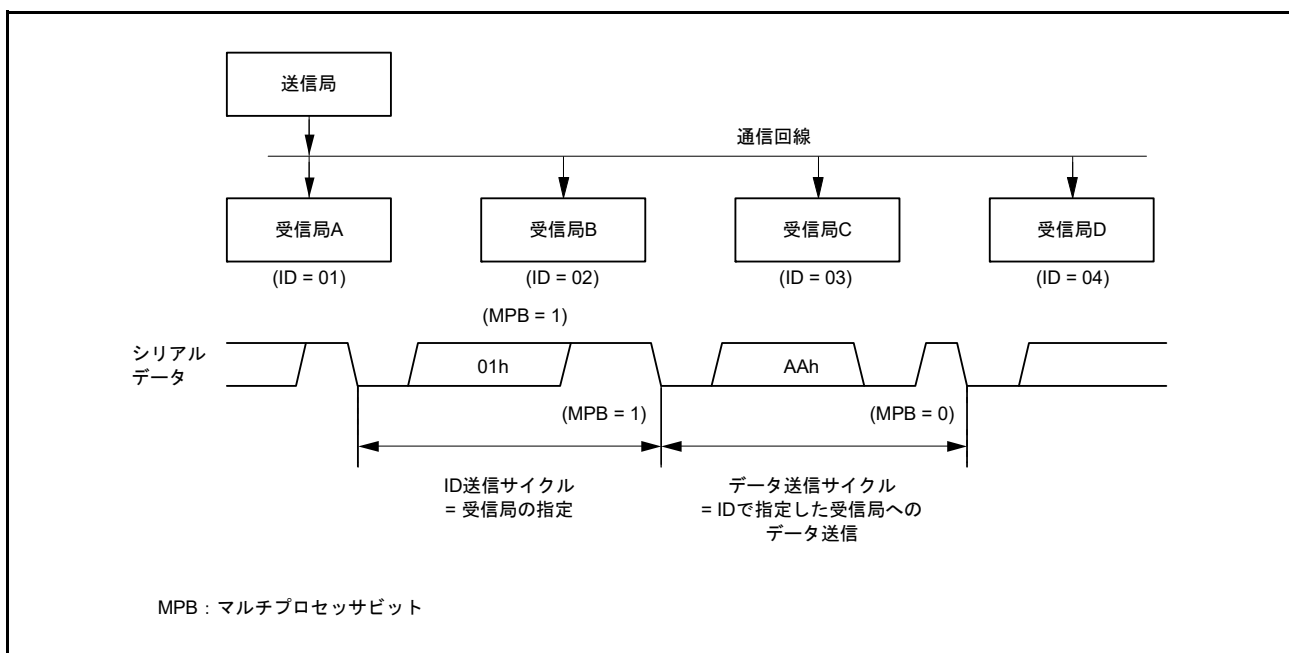 送信局
通信回線
受信局A
受信局B
受信局C
受信局D
(ID = 01)
(ID = 02)
(ID = 03)
(ID = 04)
(MPB = 1)
シリアル
データ
01h
AAh
(MPB = 1)
(MPB = 0)
ID送信サイクル
= 受信局の指定
データ送信サイクル
= IDで指定した受信局への
データ送信
MPB：マルチプロセッサビット